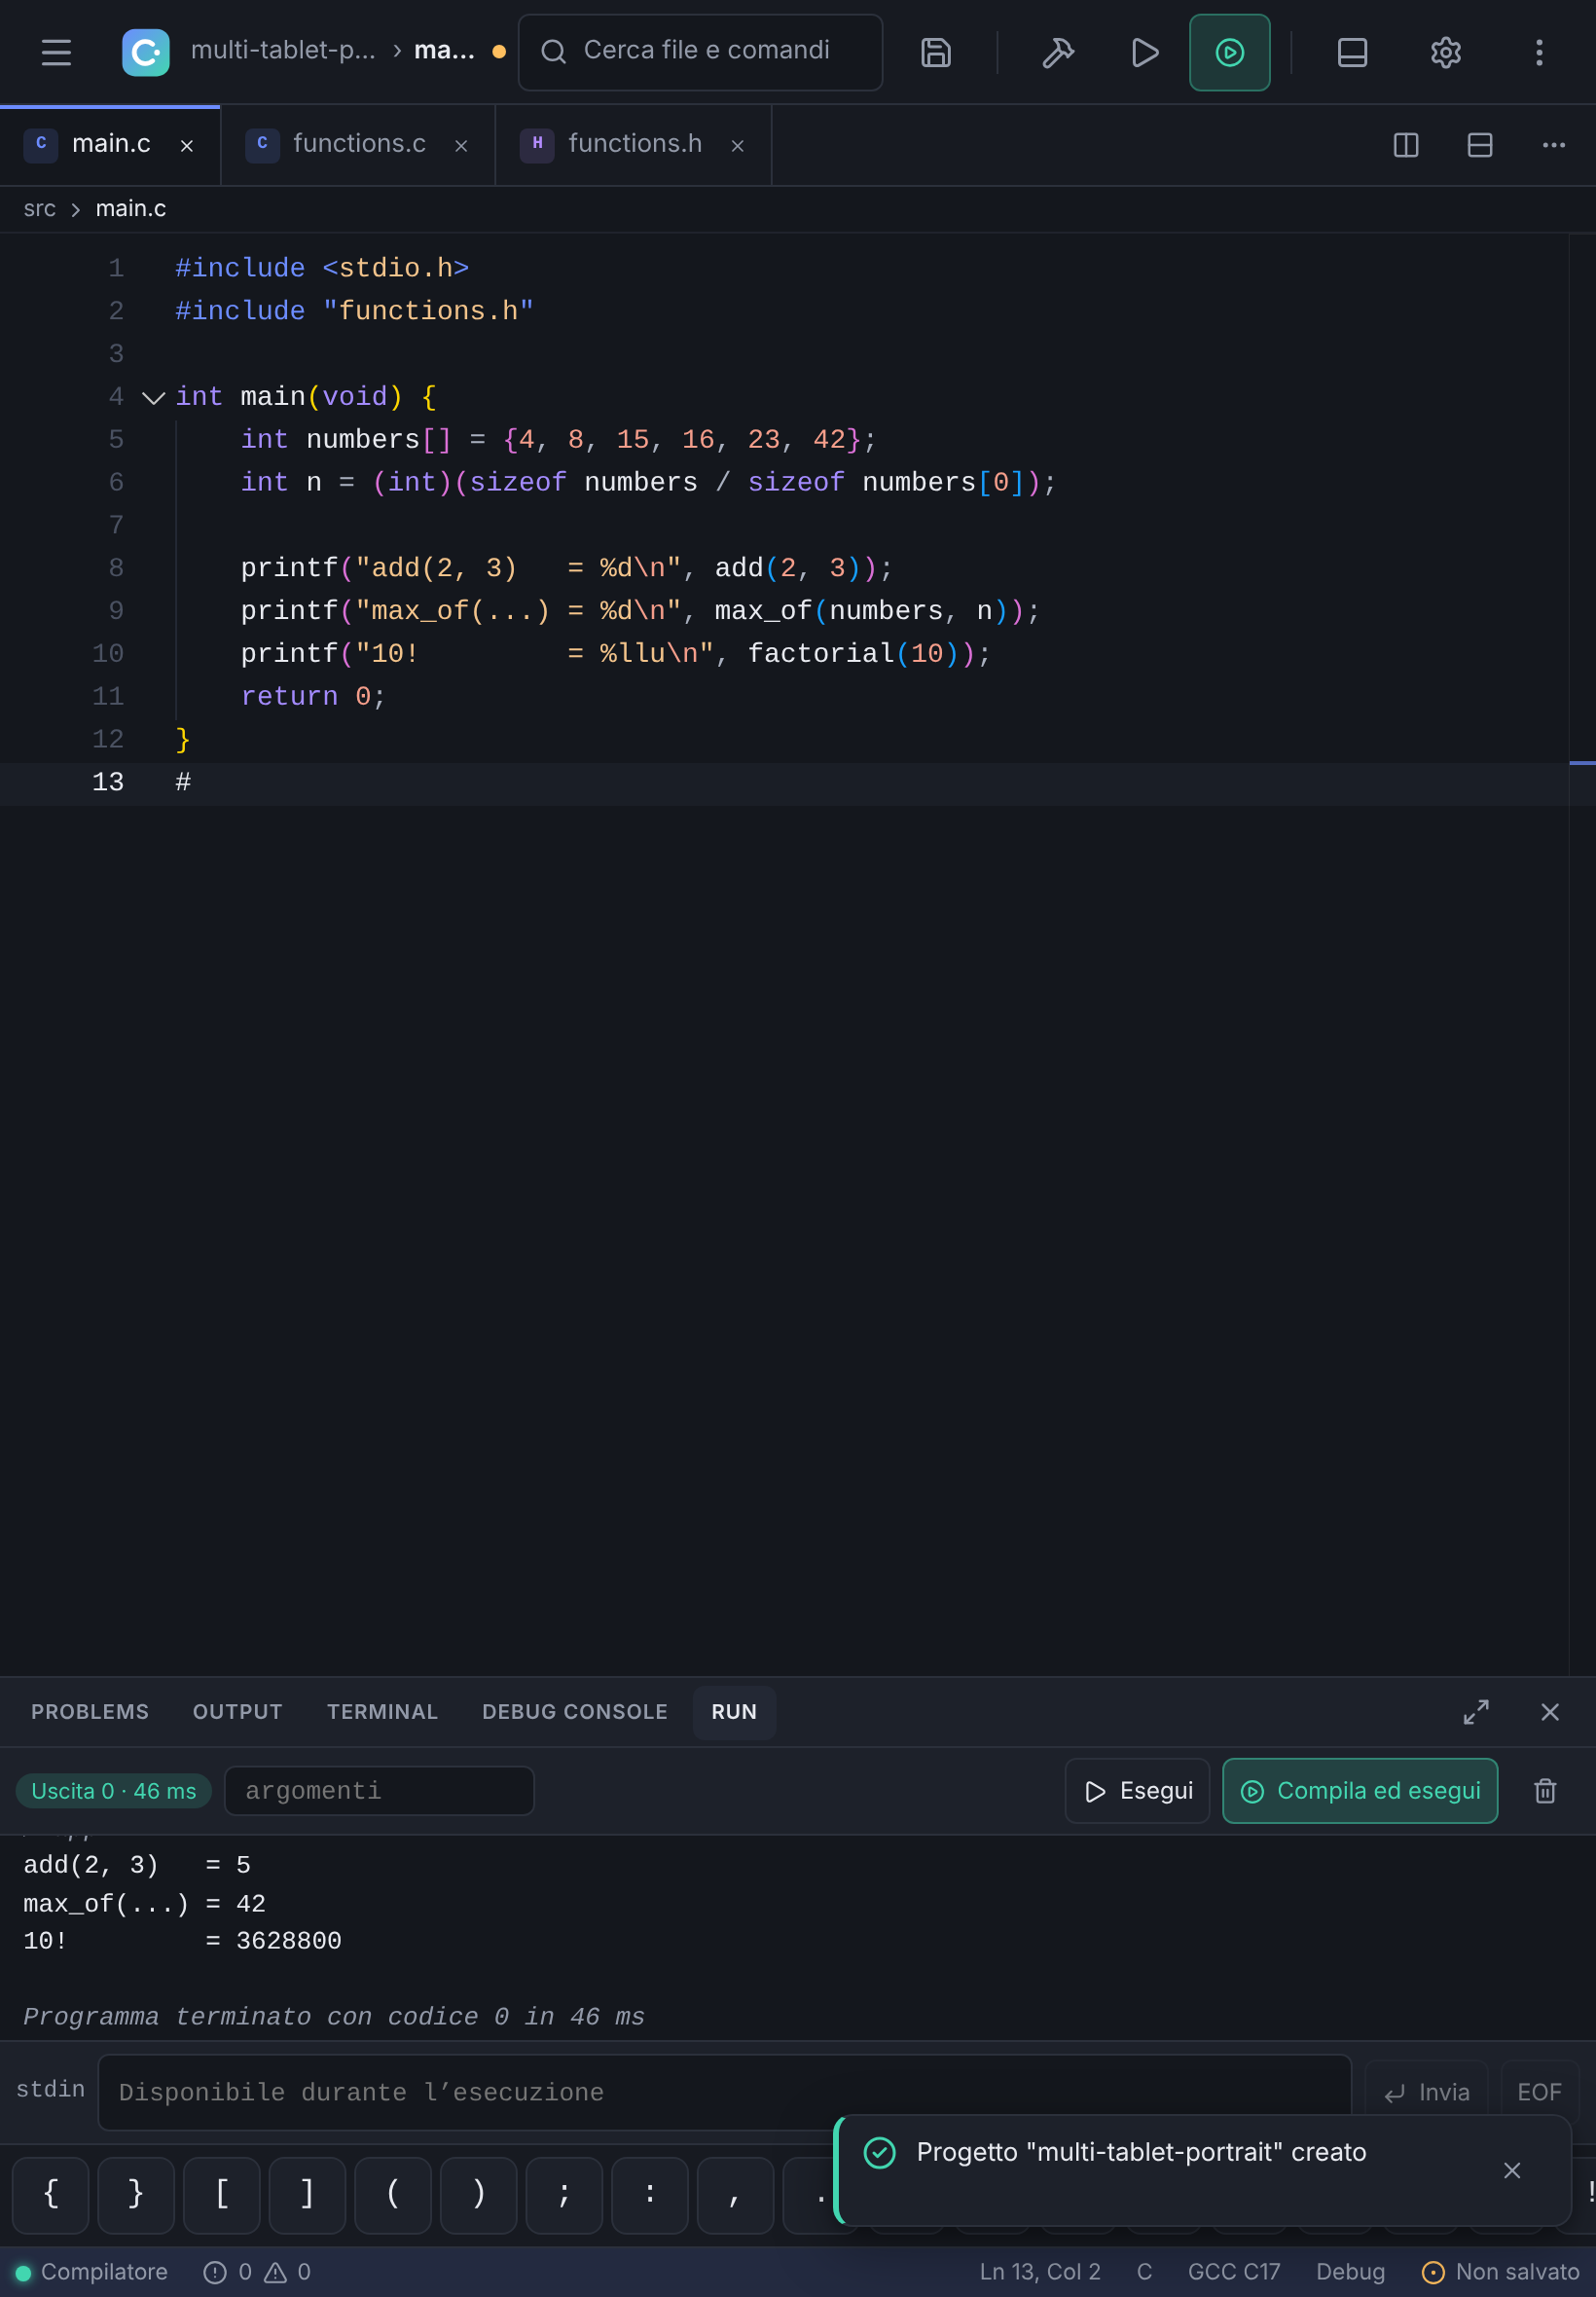 multi-tablet-p... › ma... Cerca file e comandi
C main.c × C functions.c × H functions.h ×
src > main.c
1 #include <stdio.h>
2 #include "functions.h"
3
4 int main(void) {
5     int numbers[] = {4, 8, 15, 16, 23, 42};
6     int n = (int)(sizeof numbers / sizeof numbers[0]);
7
8     printf("add(2, 3)   = %d\n", add(2, 3));
9     printf("max_of(...) = %d\n", max_of(numbers, n));
10     printf("10!         = %llu\n", factorial(10));
11     return 0;
12 }
13 #
PROBLEMS OUTPUT TERMINAL DEBUG CONSOLE RUN
Uscita 0 · 46 ms argomenti Esegui Compila ed esegui
add(2, 3)   = 5
max_of(...) = 42
10!         = 3628800
Programma terminato con codice 0 in 46 ms
stdin Disponibile durante l’esecuzione Invia EOF
Progetto "multi-tablet-portrait" creato
{ } [ ] ( ) ; : , . !
Compilatore 0 0 Ln 13, Col 2 C GCC C17 Debug Non salvato